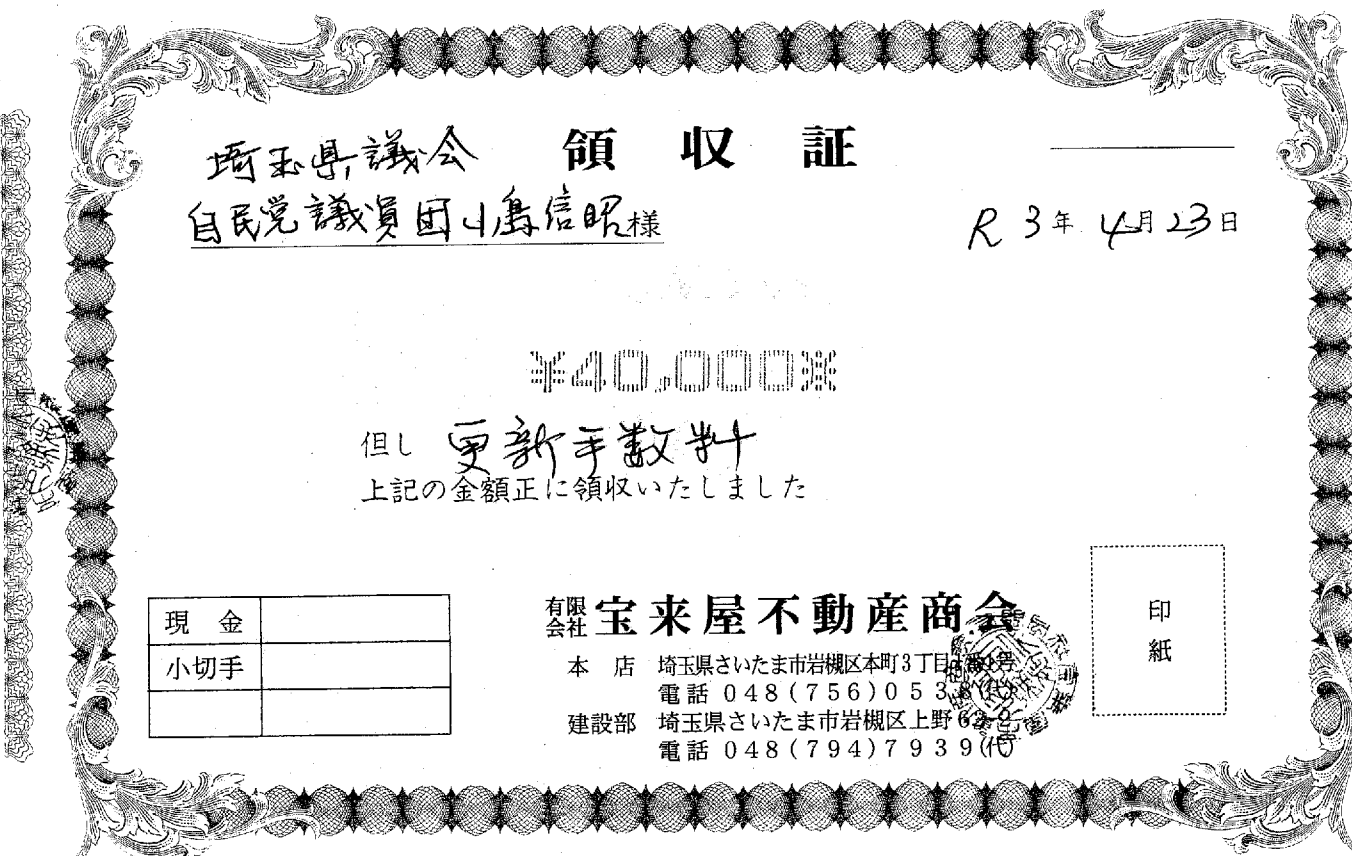 領収証
埼玉県議会
自民党議員団小島信昭様
R3年4月23日
¥40,000※
但し 更新手数料
上記の金額正に領収いたしました
現金
小切手
有限会社 宝来屋不動産商会
本店 埼玉県さいたま市岩槻区本町3丁目
電話 048(756)053
建設部 埼玉県さいたま市岩槻区上野6
電話 048(794)7939(代)
印紙